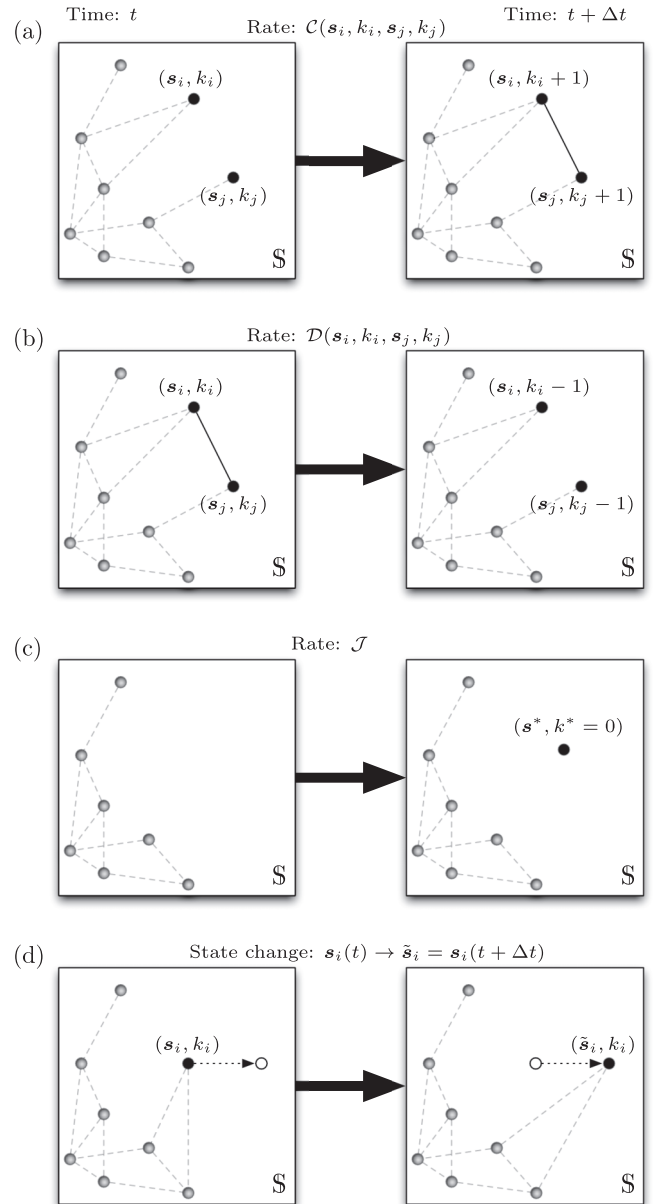 (a) Time: t Rate: 𝒞(s_i, k_i, s_j, k_j) Time: t + Δt
(s_i, k_i) (s_i, k_i + 1)
(s_j, k_j) (s_j, k_j + 1)
𝕊 𝕊
(b) Rate: 𝒟(s_i, k_i, s_j, k_j)
(s_i, k_i) (s_i, k_i − 1)
(s_j, k_j) (s_j, k_j − 1)
𝕊 𝕊
(c) Rate: 𝒥
(s*, k* = 0)
𝕊 𝕊
(d) State change: s_i(t) → s̃_i = s_i(t + Δt)
(s_i, k_i) (s̃_i, k_i)
𝕊 𝕊